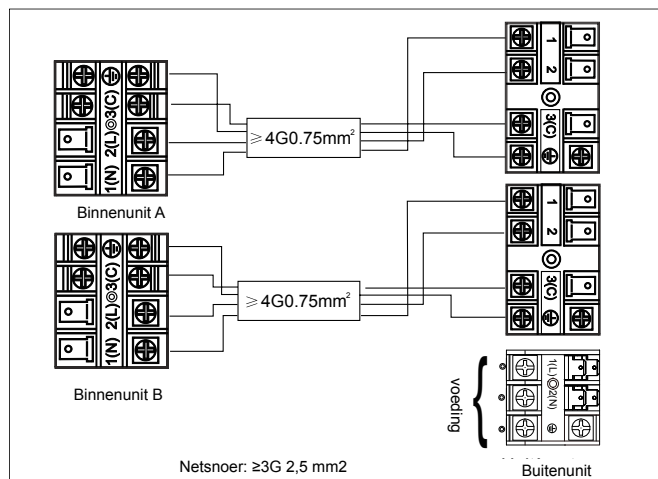 1(N) 2(L) 3(C)
≥4G0.75mm²
1
2
3(C)
Binnenunit A
1(N) 2(L) 3(C)
≥4G0.75mm²
1
2
3(C)
Binnenunit B
voeding
1(L) 2(N)
Netsnoer: ≥3G 2,5 mm2
Buitenunit